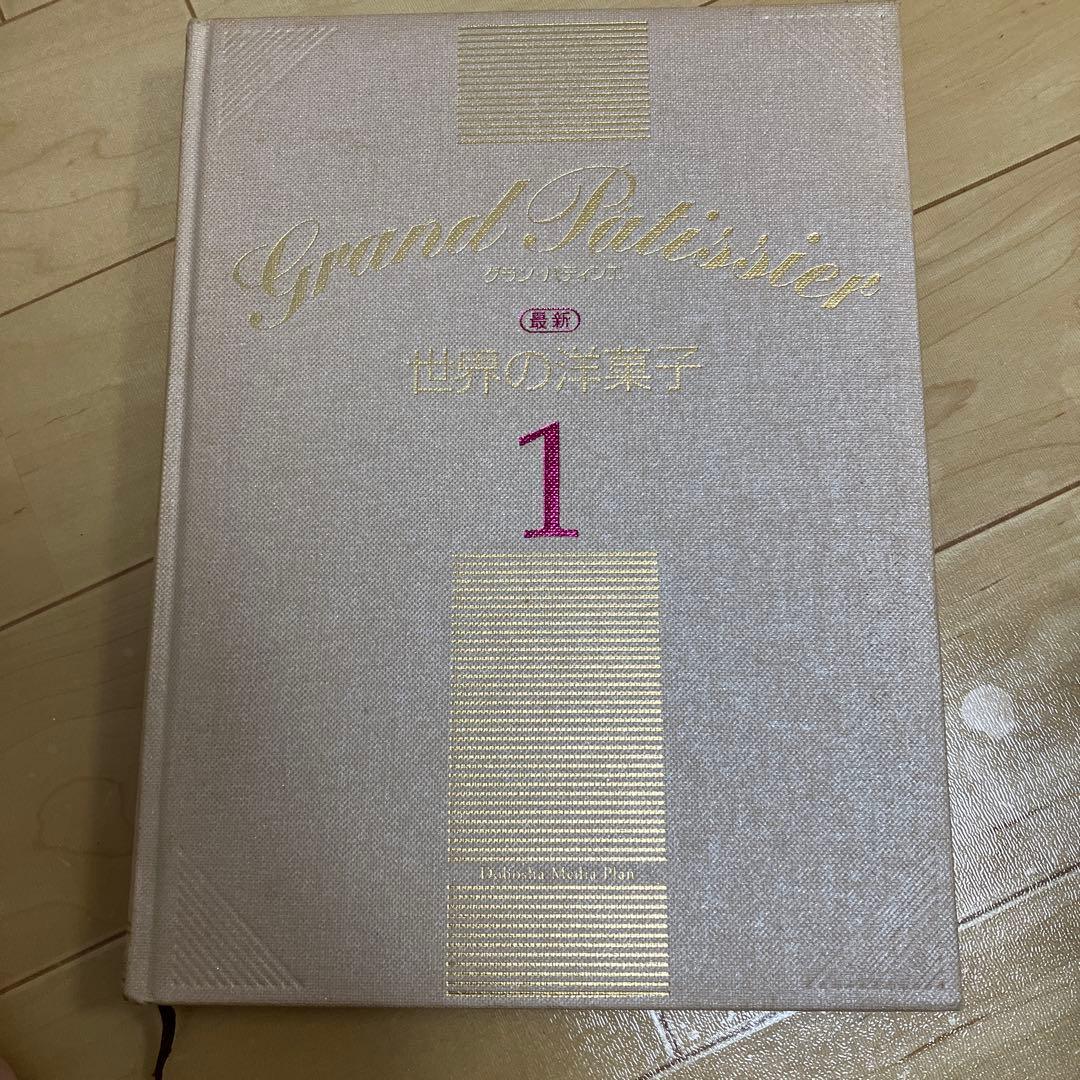 Grand Patissier
グラン・パティシエ
最新
世界の洋菓子
1
Dohosha Media Plan